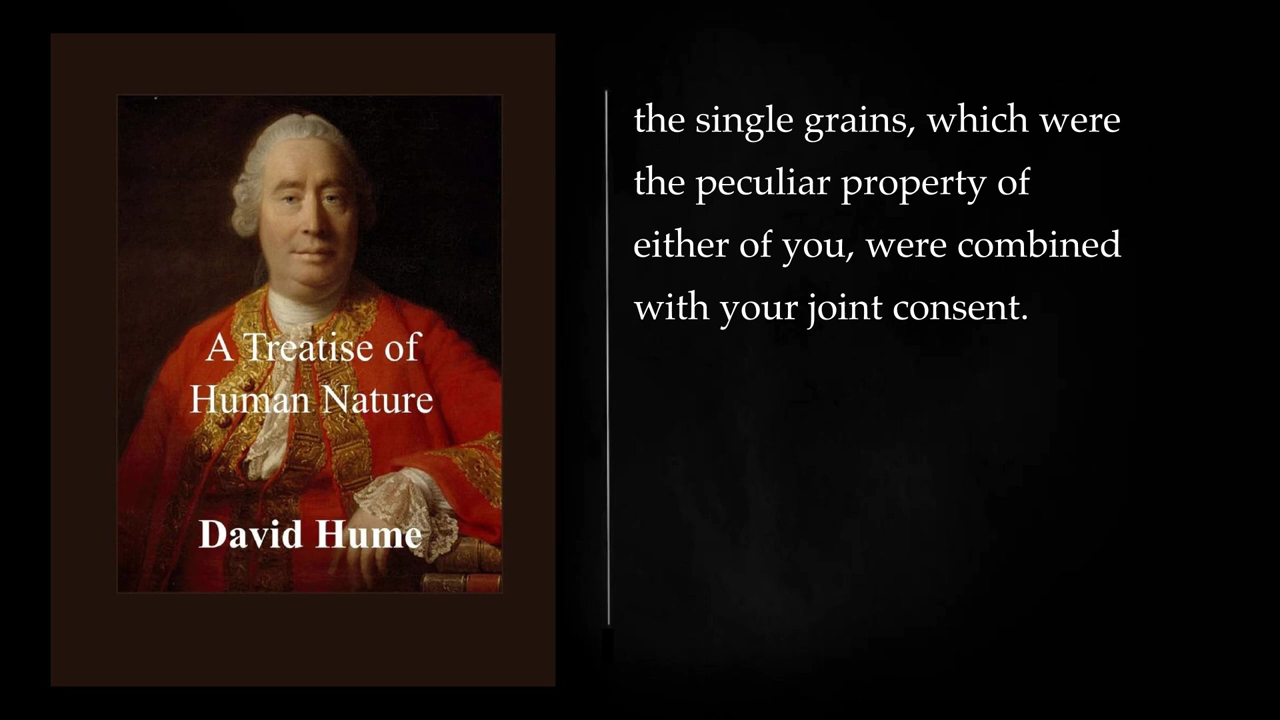 A Treatise of
Human Nature
David Hume
the single grains, which were
the peculiar property of
either of you, were combined
with your joint consent.